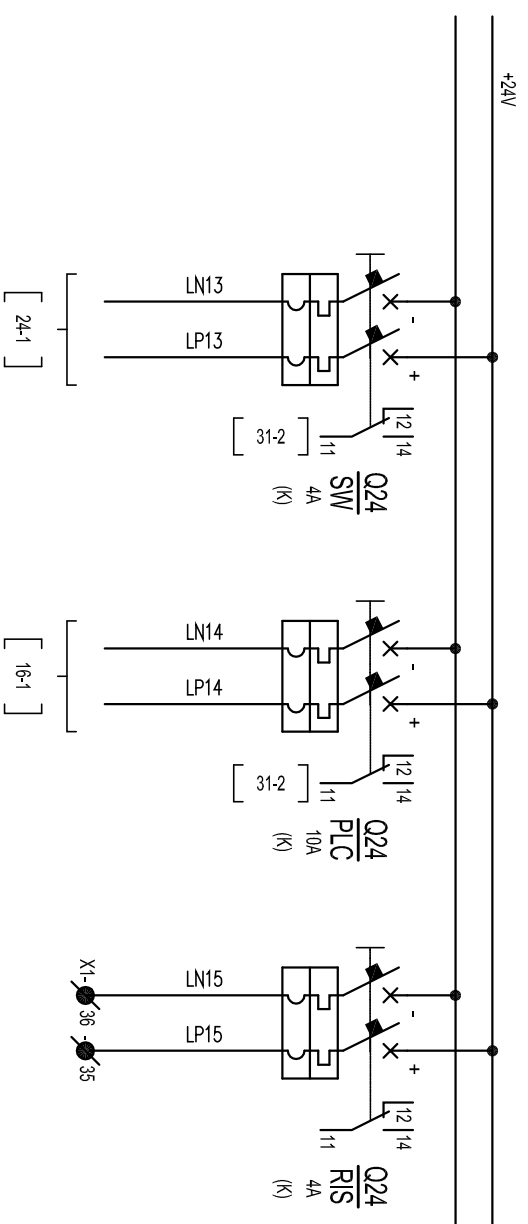 +24V
LN13
LP13
-
+
12
14
11
24-1
31-2
Q24
SW
4A
(K)
LN14
LP14
-
+
12
14
11
16-1
31-2
Q24
PLC
10A
(K)
LN15
LP15
-
+
12
14
11
X1-
36
-
35
Q24
RIS
4A
(K)